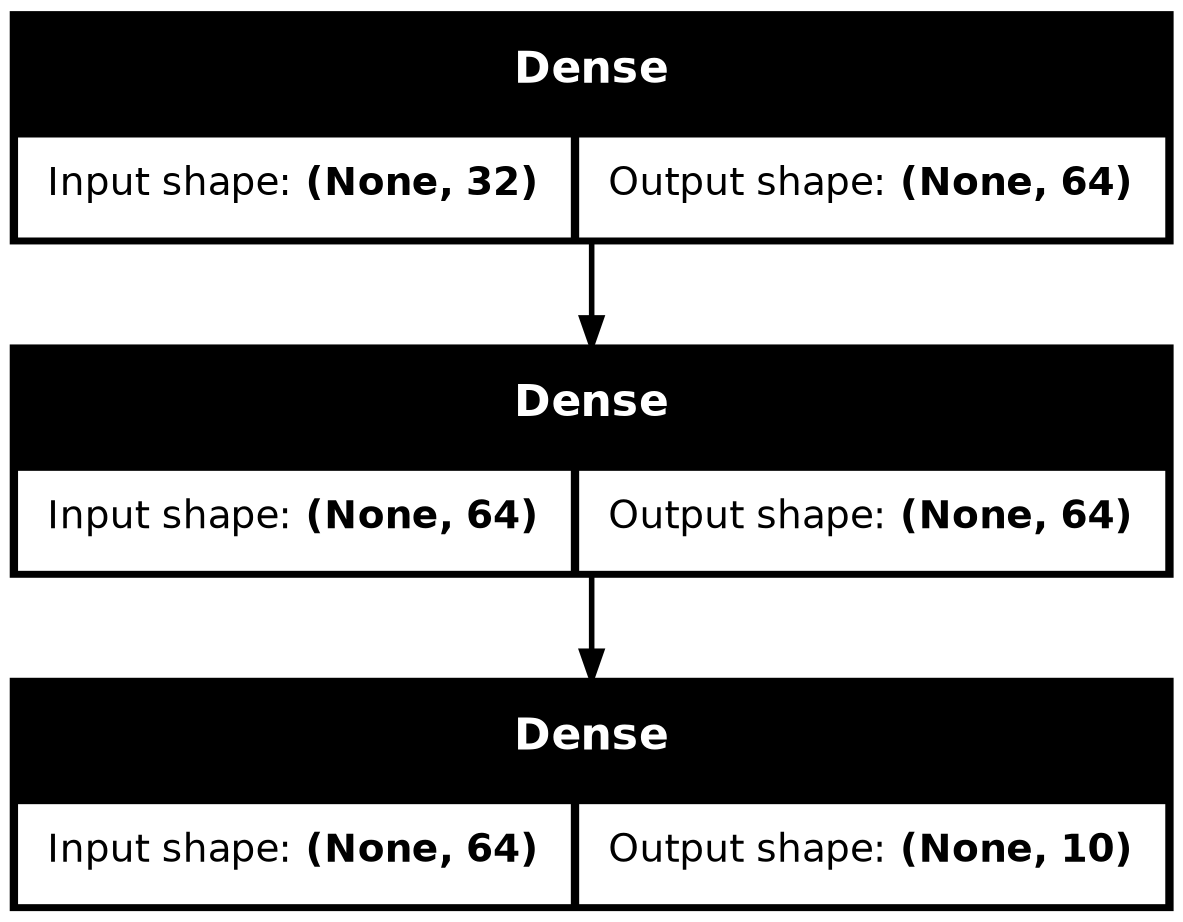 Dense
Input shape: (None, 32) Output shape: (None, 64)
Dense
Input shape: (None, 64) Output shape: (None, 64)
Dense
Input shape: (None, 64) Output shape: (None, 10)